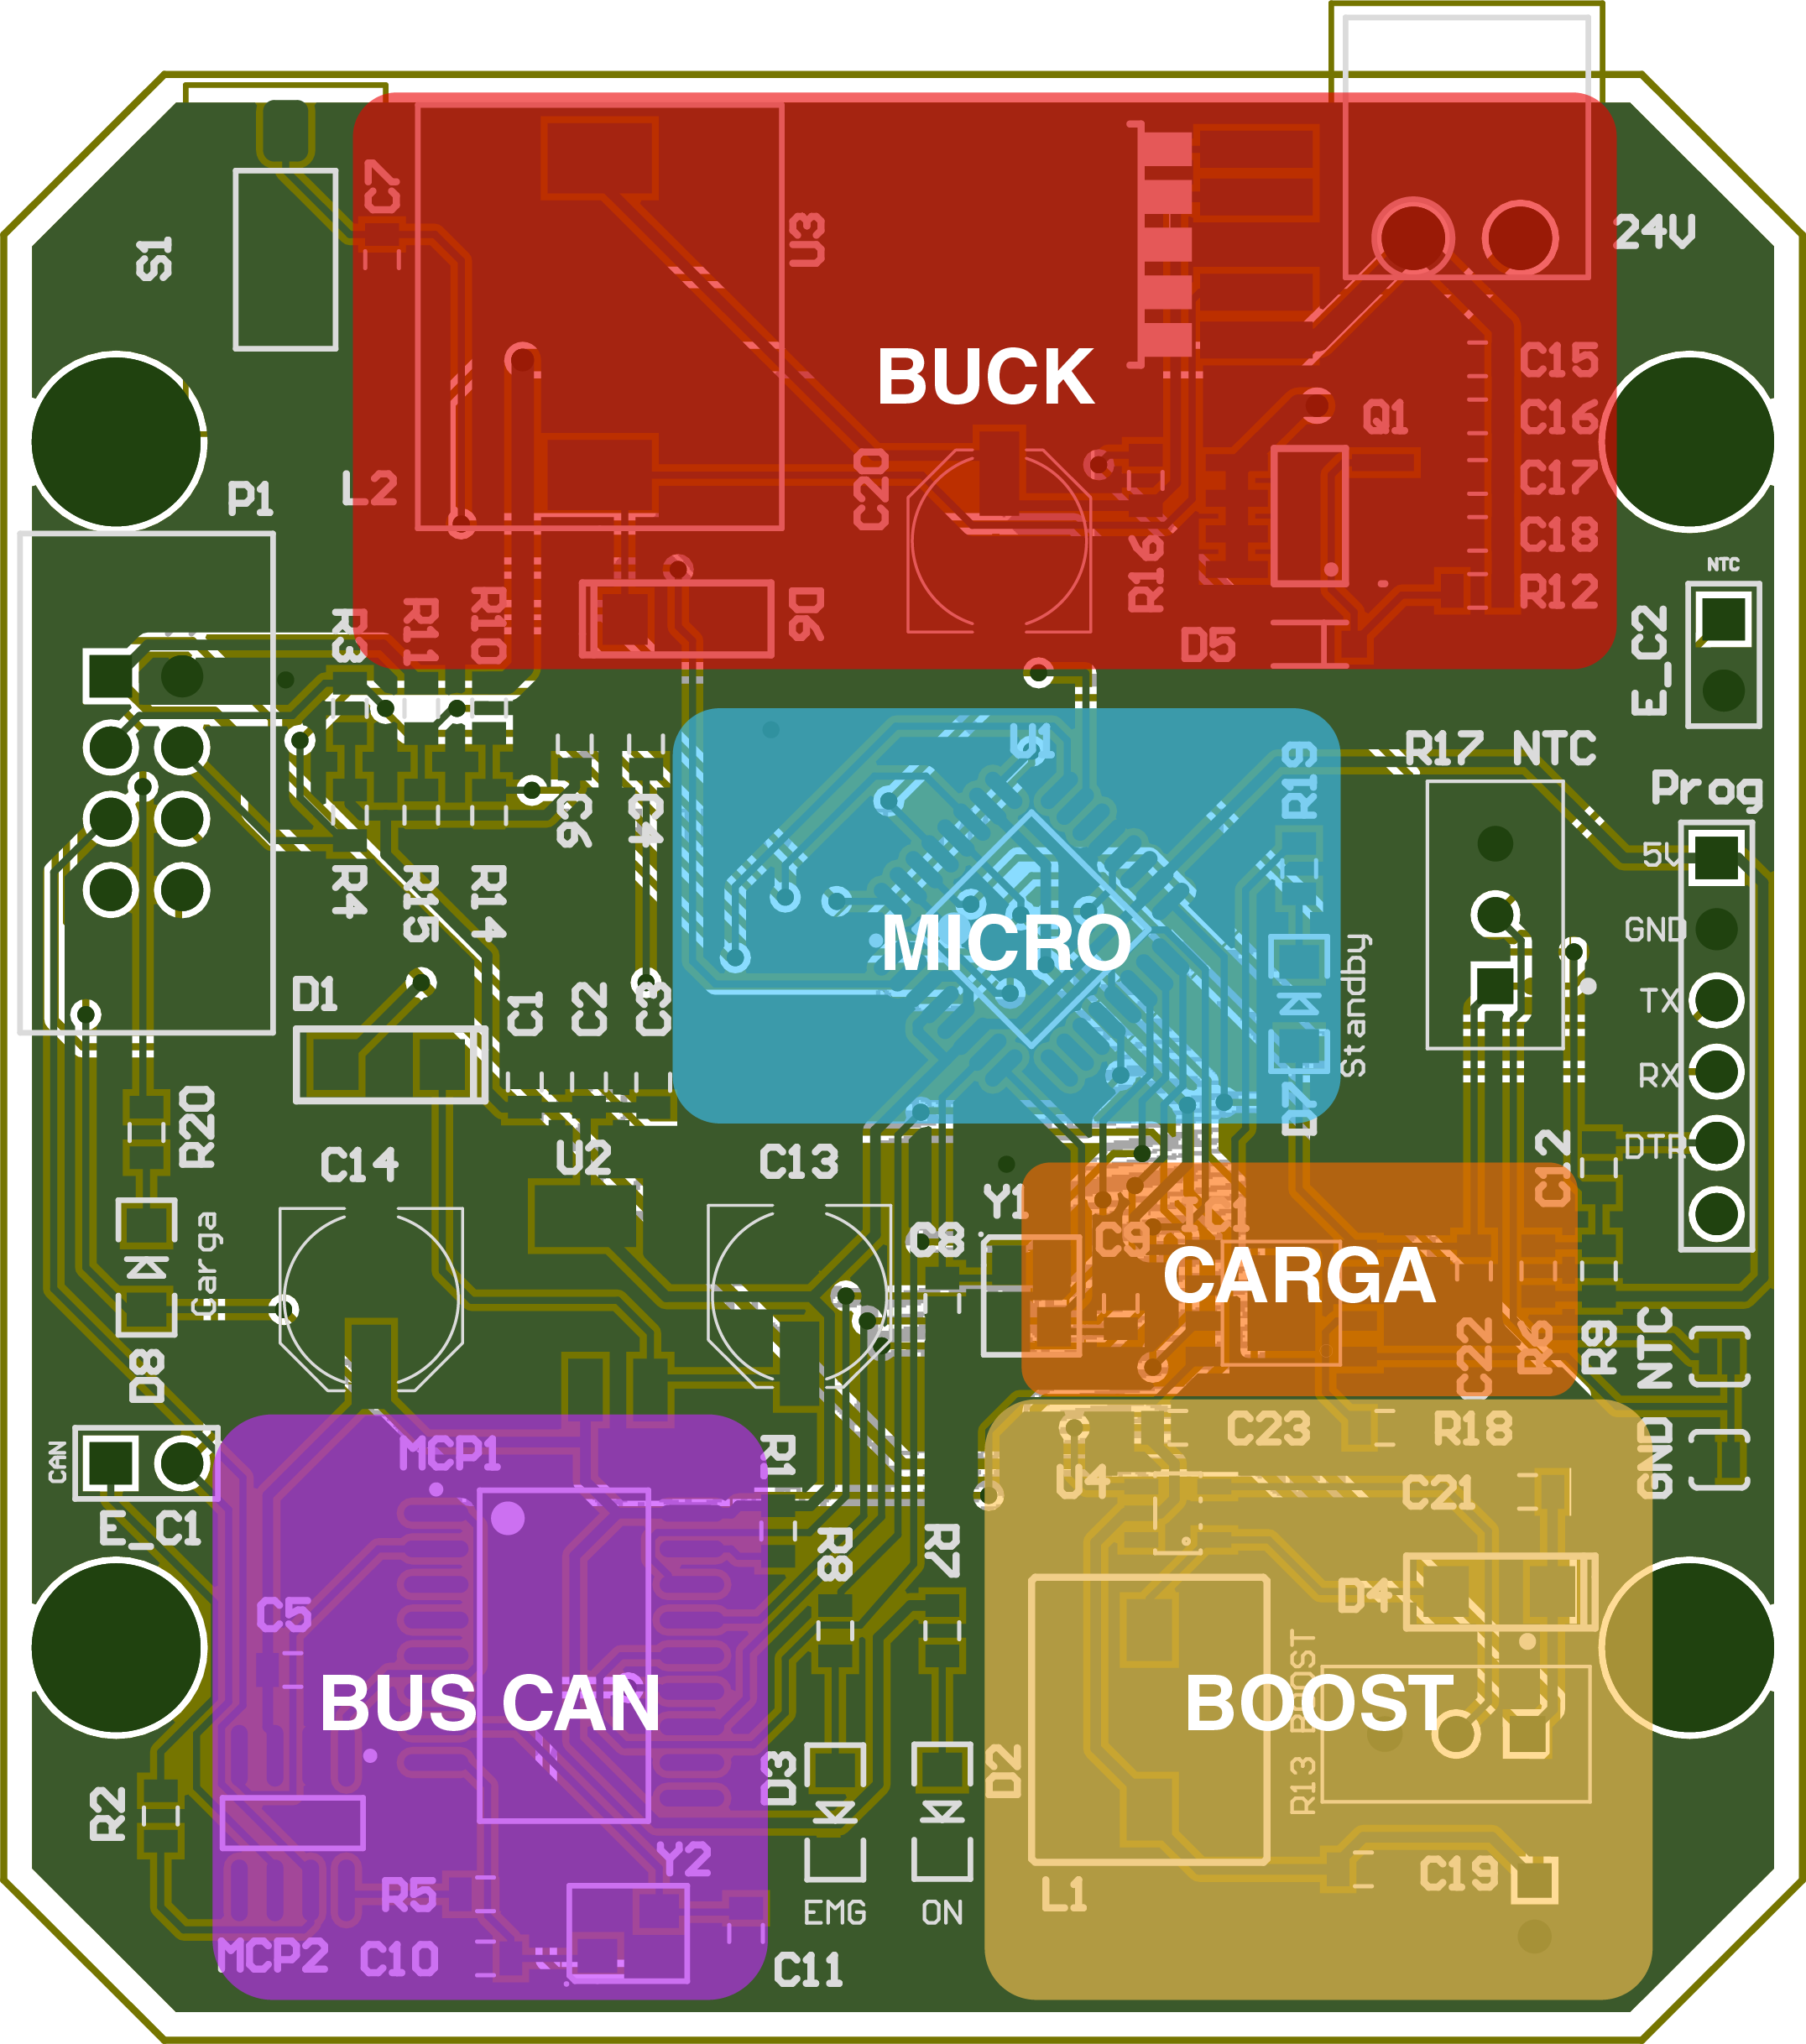 C7
U3
24V
S1
BUCK
C15
C16
Q1
C17
L2
P1
C20
C18
R16
R12
NTC
R3
R11
R10
D6
D5
E_C2
U1
R19
R17 NTC
Prog
C6
C4
5V
GND
TX
RX
DTR
R4
R15
R14
MICRO
Standby
D1
C1
C2
C3
R20
D7
C14
U2
C13
C12
Y1
C8
C9
IC1
CARGA
Carga
D8
C22
R6
R9
NTC
CAN
MCP1
R1
C23
R18
GND
U4
C21
E_C1
R8
R7
D4
C5
BUS CAN
BOOST
R13 BOOST
D3
D2
R2
Y2
R5
C19
L1
EMG
ON
MCP2
C10
C11